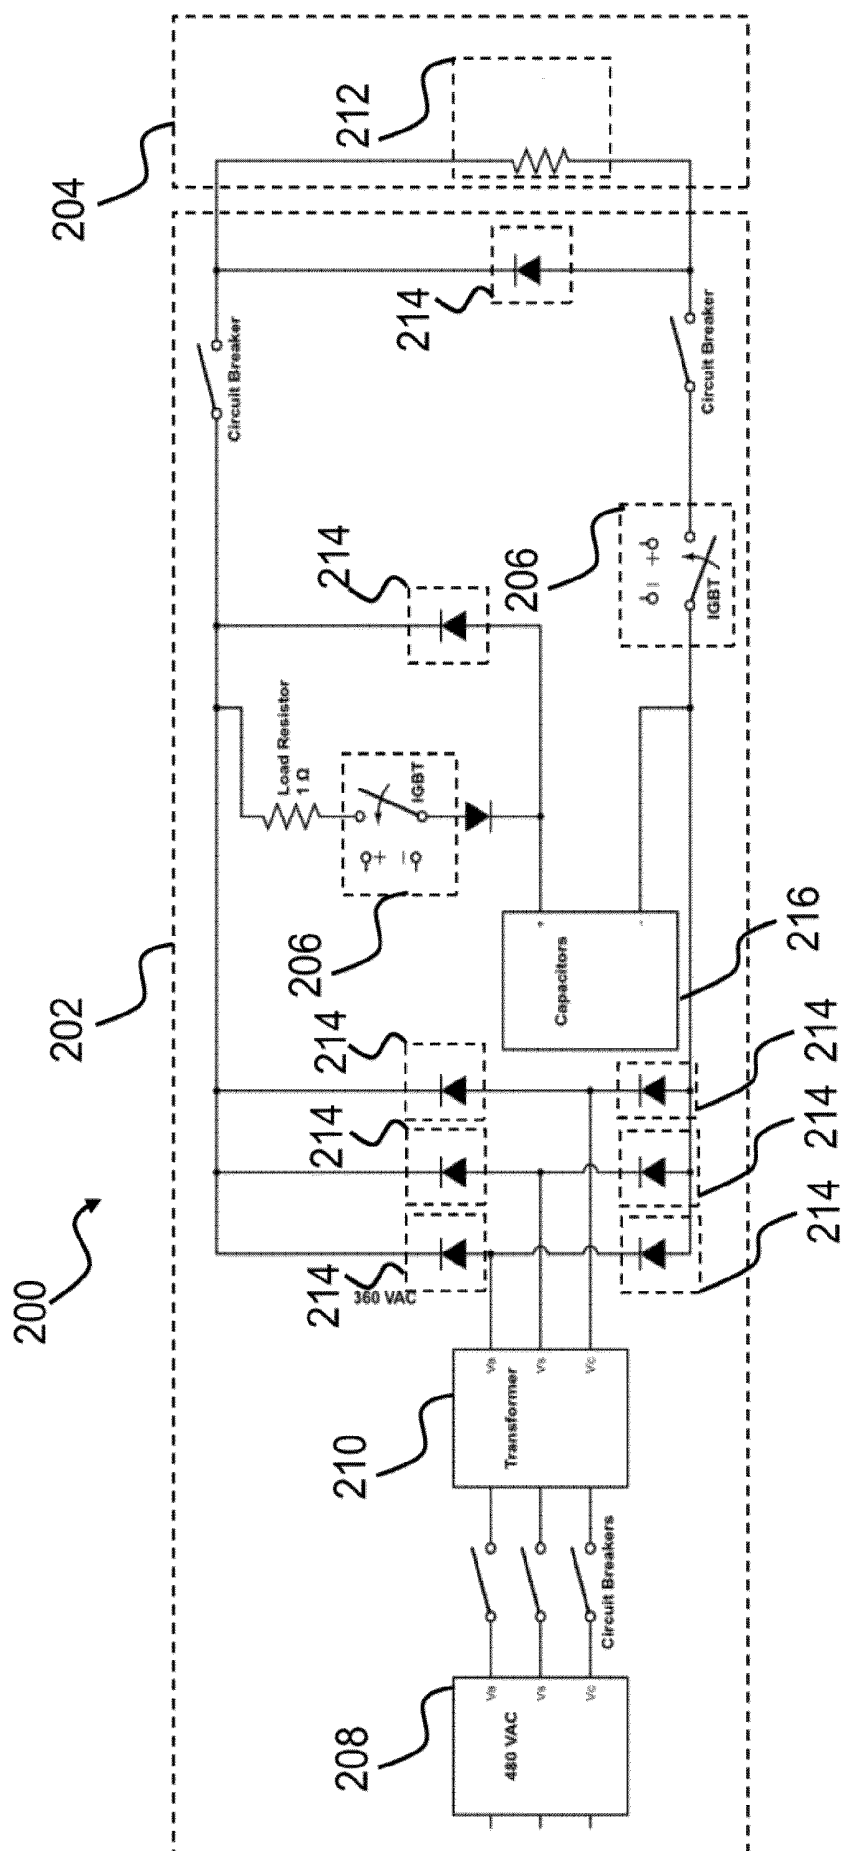 204
212
214
Circuit Breaker
Circuit Breaker
214
206
+
−
IGBT
Load Resistor
1 Ω
IGBT
+
−
206
202
216
Capacitors
+
-
214
214
214
214
214
214
360 VAC
200
210
Transformer
Va
Vs
Vc
Circuit Breakers
208
480 VAC
Va
Vs
Vc